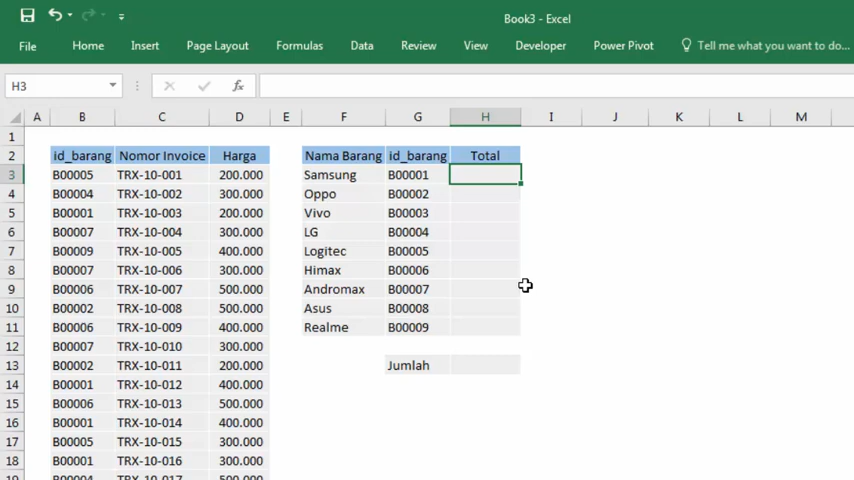 Book3 - Excel
File Home Insert Page Layout Formulas Data Review View Developer Power Pivot Tell me what you want to do...
H3 fx
A B C D E F G H I J K L M
1
2 id_barang Nomor Invoice Harga Nama Barang id_barang Total
3 B00005 TRX-10-001 200.000 Samsung B00001
4 B00004 TRX-10-002 300.000 Oppo B00002
5 B00001 TRX-10-003 200.000 Vivo B00003
6 B00007 TRX-10-004 300.000 LG B00004
7 B00009 TRX-10-005 400.000 Logitec B00005
8 B00007 TRX-10-006 300.000 Himax B00006
9 B00006 TRX-10-007 500.000 Andromax B00007
10 B00002 TRX-10-008 500.000 Asus B00008
11 B00006 TRX-10-009 400.000 Realme B00009
12 B00007 TRX-10-010 300.000
13 B00002 TRX-10-011 200.000 Jumlah
14 B00001 TRX-10-012 400.000
15 B00006 TRX-10-013 500.000
16 B00001 TRX-10-014 400.000
17 B00005 TRX-10-015 300.000
18 B00001 TRX-10-016 300.000
19 B00004 TRX-10-017 500.000